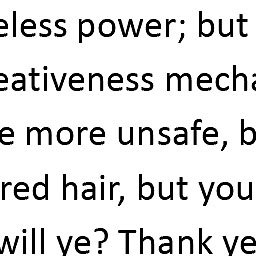 eless power; but
eativeness mecha
e more unsafe, b
red hair, but you
will ye? Thank ye